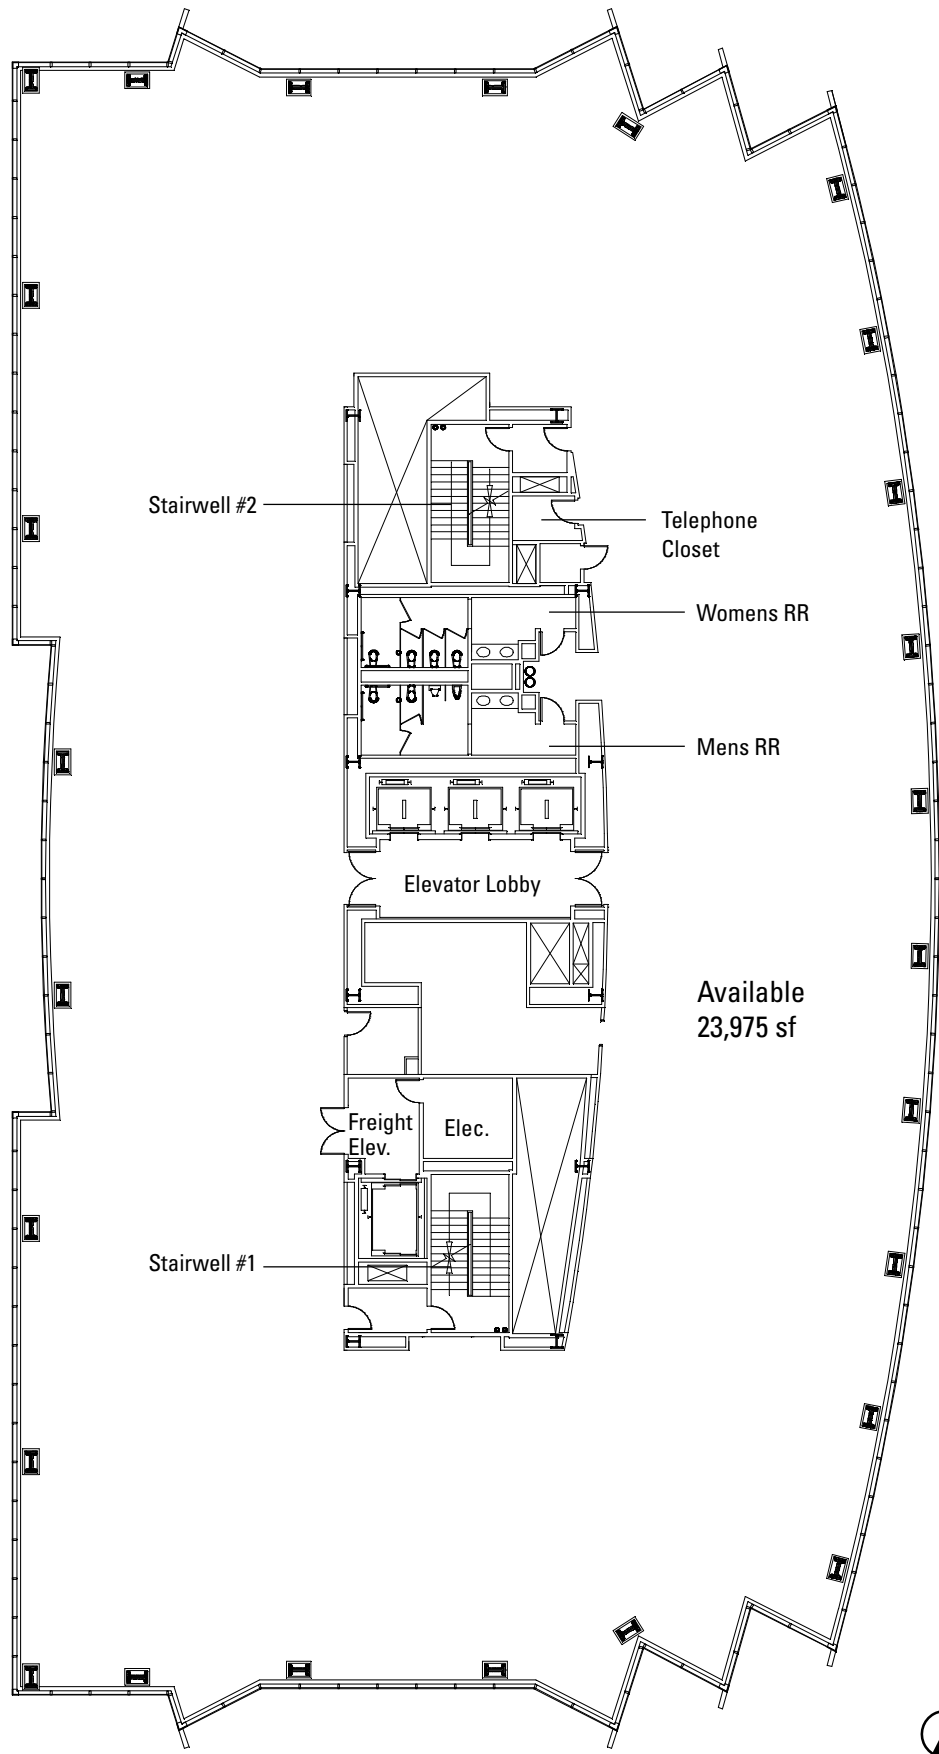 Stairwell #2
Telephone
Closet
Womens RR
Mens RR
Elevator Lobby
Available
23,975 sf
Freight
Elev.
Elec.
Stairwell #1